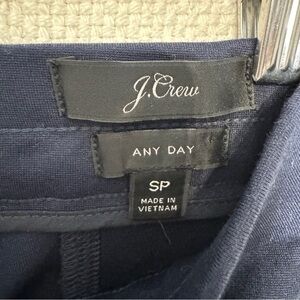 J.Crew
ANY DAY
SP
MADE IN
VIETNAM